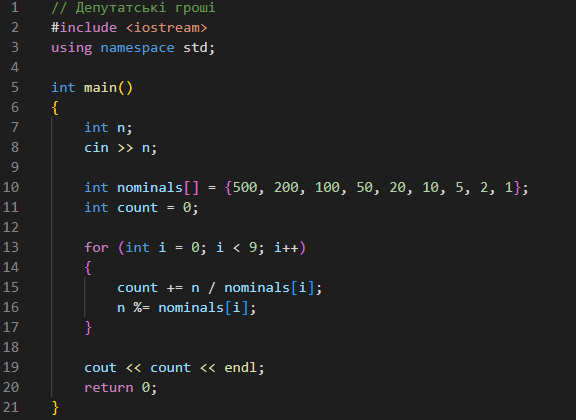 1 // Депутатські гроші
2 #include <iostream>
3 using namespace std;
4
5 int main()
6 {
7     int n;
8     cin >> n;
9
10     int nominals[] = {500, 200, 100, 50, 20, 10, 5, 2, 1};
11     int count = 0;
12
13     for (int i = 0; i < 9; i++)
14     {
15         count += n / nominals[i];
16         n %= nominals[i];
17     }
18
19     cout << count << endl;
20     return 0;
21 }